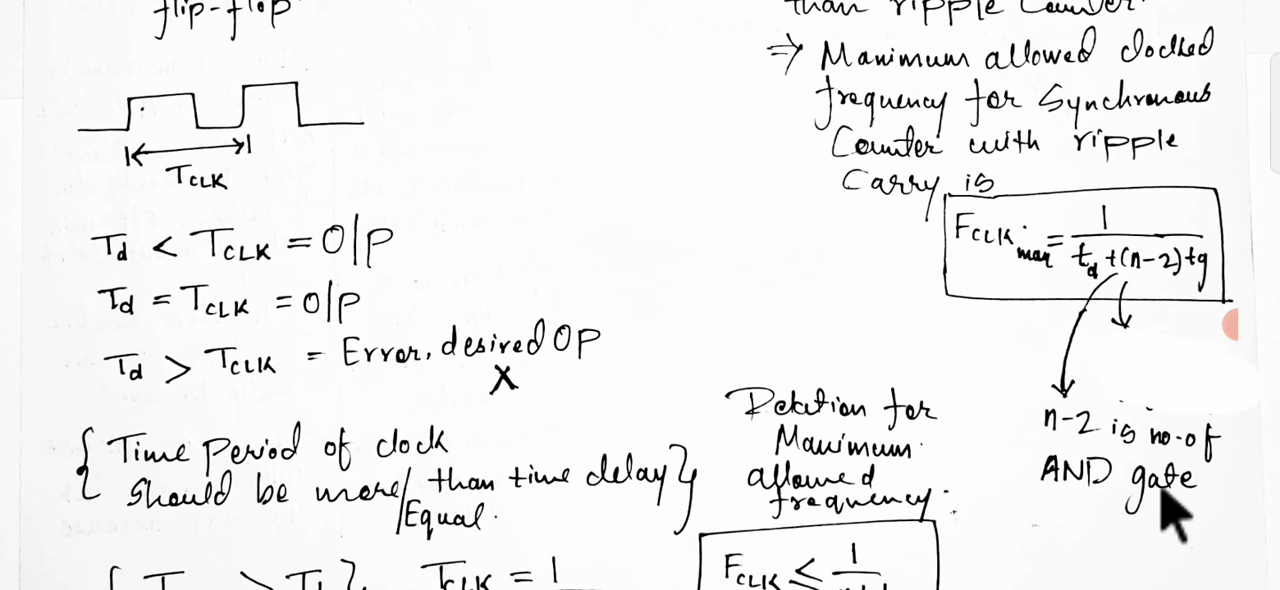 flip-flop
TCLK
Td < TCLK = O|P
Td = TCLK = O|P
Td > TCLK = Error, desired OP
X
{ Time Period of clock
should be more/ than time delay }
/Equal.
TCLK = 1
than ripple Counter.
⇒ Maximum allowed clocked
frequency for Synchronous
Counter with ripple
Carry is
FCLK max = 1 / td + (n-2) tg
n-2 is no. of
AND gate
Relation for
Maximum
allowed
frequency.
FCLK ≤ 1